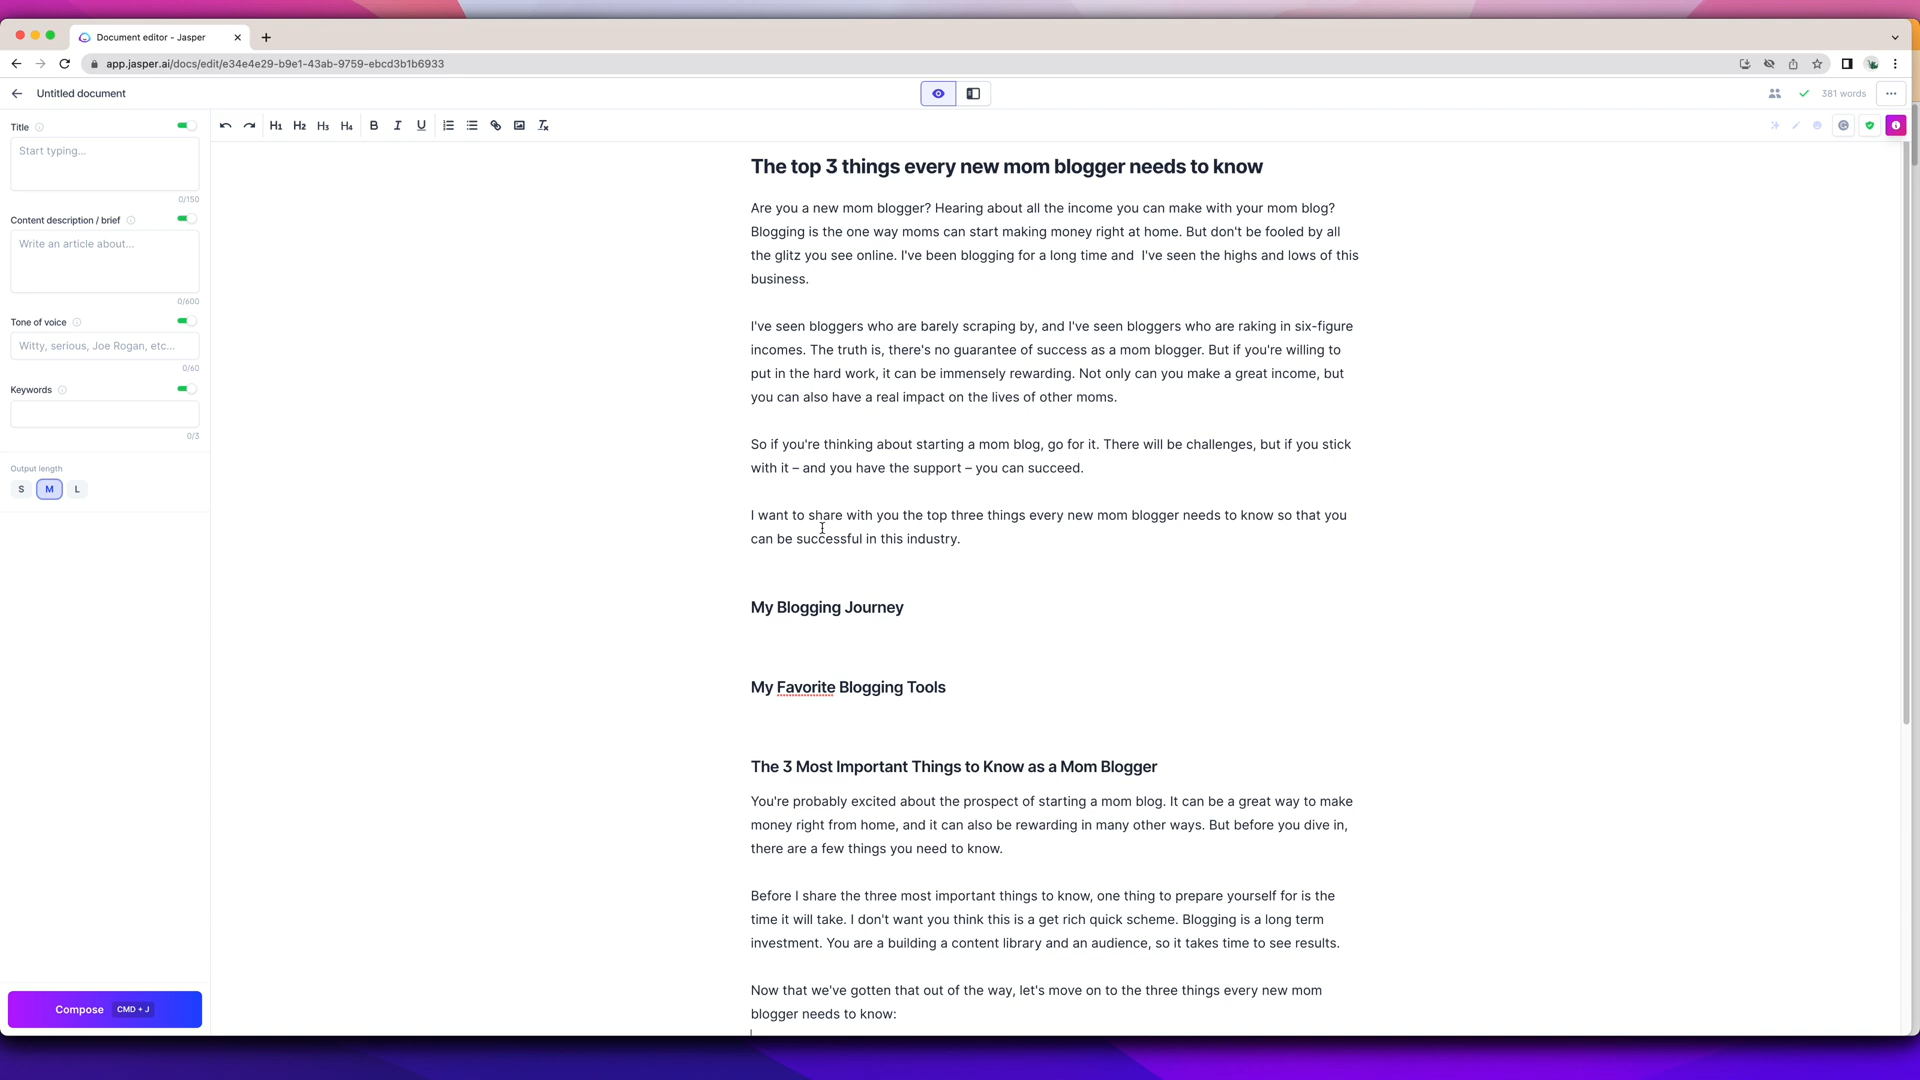 Document editor - Jasper
app.jasper.ai/docs/edit/e34e4e29-b9e1-43ab-9759-ebcd3b1b6933
Untitled document
381 words
Title
Start typing...
0/150
Content description / brief
Write an article about...
0/600
Tone of voice
Witty, serious, Joe Rogan, etc...
0/60
Keywords
0/3
Output length
S M L
Compose CMD + J
H1 H2 H3 H4 B I U
The top 3 things every new mom blogger needs to know
Are you a new mom blogger? Hearing about all the income you can make with your mom blog?
Blogging is the one way moms can start making money right at home. But don't be fooled by all
the glitz you see online. I've been blogging for a long time and  I've seen the highs and lows of this
business.
I've seen bloggers who are barely scraping by, and I've seen bloggers who are raking in six-figure
incomes. The truth is, there's no guarantee of success as a mom blogger. But if you're willing to
put in the hard work, it can be immensely rewarding. Not only can you make a great income, but
you can also have a real impact on the lives of other moms.
So if you're thinking about starting a mom blog, go for it. There will be challenges, but if you stick
with it – and you have the support – you can succeed.
I want to share with you the top three things every new mom blogger needs to know so that you
can be successful in this industry.
My Blogging Journey
My Favorite Blogging Tools
The 3 Most Important Things to Know as a Mom Blogger
You're probably excited about the prospect of starting a mom blog. It can be a great way to make
money right from home, and it can also be rewarding in many other ways. But before you dive in,
there are a few things you need to know.
Before I share the three most important things to know, one thing to prepare yourself for is the
time it will take. I don't want you think this is a get rich quick scheme. Blogging is a long term
investment. You are a building a content library and an audience, so it takes time to see results.
Now that we've gotten that out of the way, let's move on to the three things every new mom
blogger needs to know: